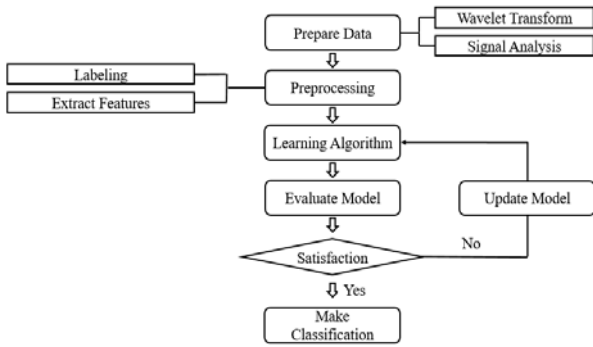 Wavelet Transform
Prepare Data
Signal Analysis
Labeling
Preprocessing
Extract Features
Learning Algorithm
Evaluate Model
Update Model
No
Satisfaction
Yes
Make
Classification